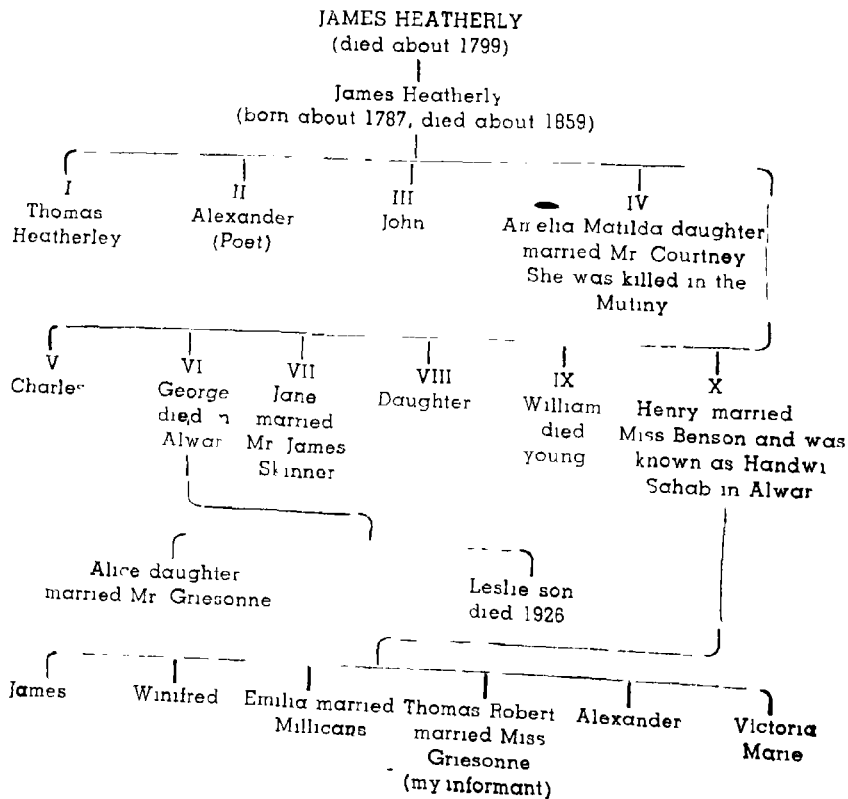 JAMES HEATHERLY
(died about 1799)
James Heatherly
(born about 1787, died about 1859)
I
Thomas
Heatherley
II
Alexander
(Poet)
III
John
IV
Amelia Matilda daughter
married Mr Courtney
She was killed in the
Mutiny
V
Charles
VI
George
died in
Alwar
VII
Jane
married
Mr James
Skinner
VIII
Daughter
IX
William
died
young
X
Henry married
Miss Benson and was
known as Handwi
Sahab in Alwar
Alice daughter
married Mr Griesonne
Leslie son
died 1926
James
Winifred
Emilia married
Millicans
Thomas Robert
married Miss
Griesonne
(my informant)
Alexander
Victoria
Marie